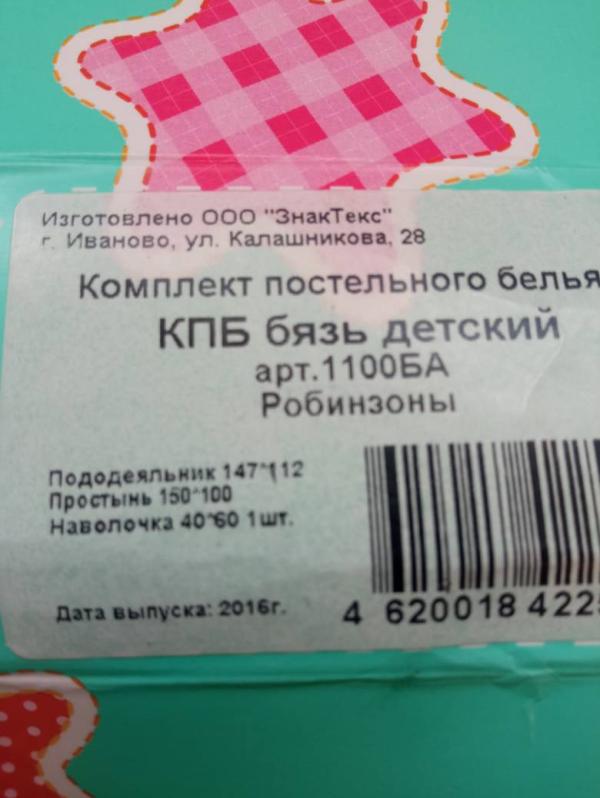 Изготовлено ООО "ЗнакТекс"
г. Иваново, ул. Калашникова, 28
Комплект постельного белья
КПБ бязь детский
арт.1100БА
Робинзоны
Пододеяльник 147*112
Простынь 150*100
Наволочка 40*60 1шт.
Дата выпуска: 2016г.
4 620018 422